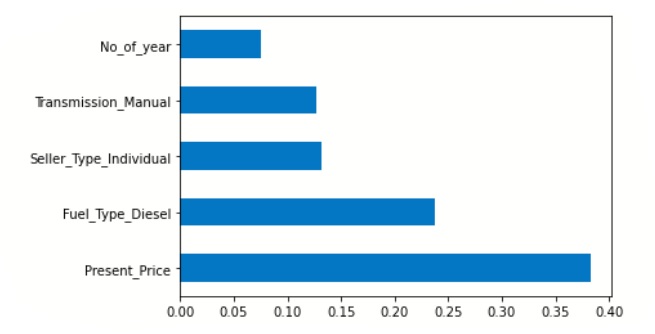 No_of_year
Transmission_Manual
Seller_Type_Individual
Fuel_Type_Diesel
Present_Price
0.00 0.05 0.10 0.15 0.20 0.25 0.30 0.35 0.40